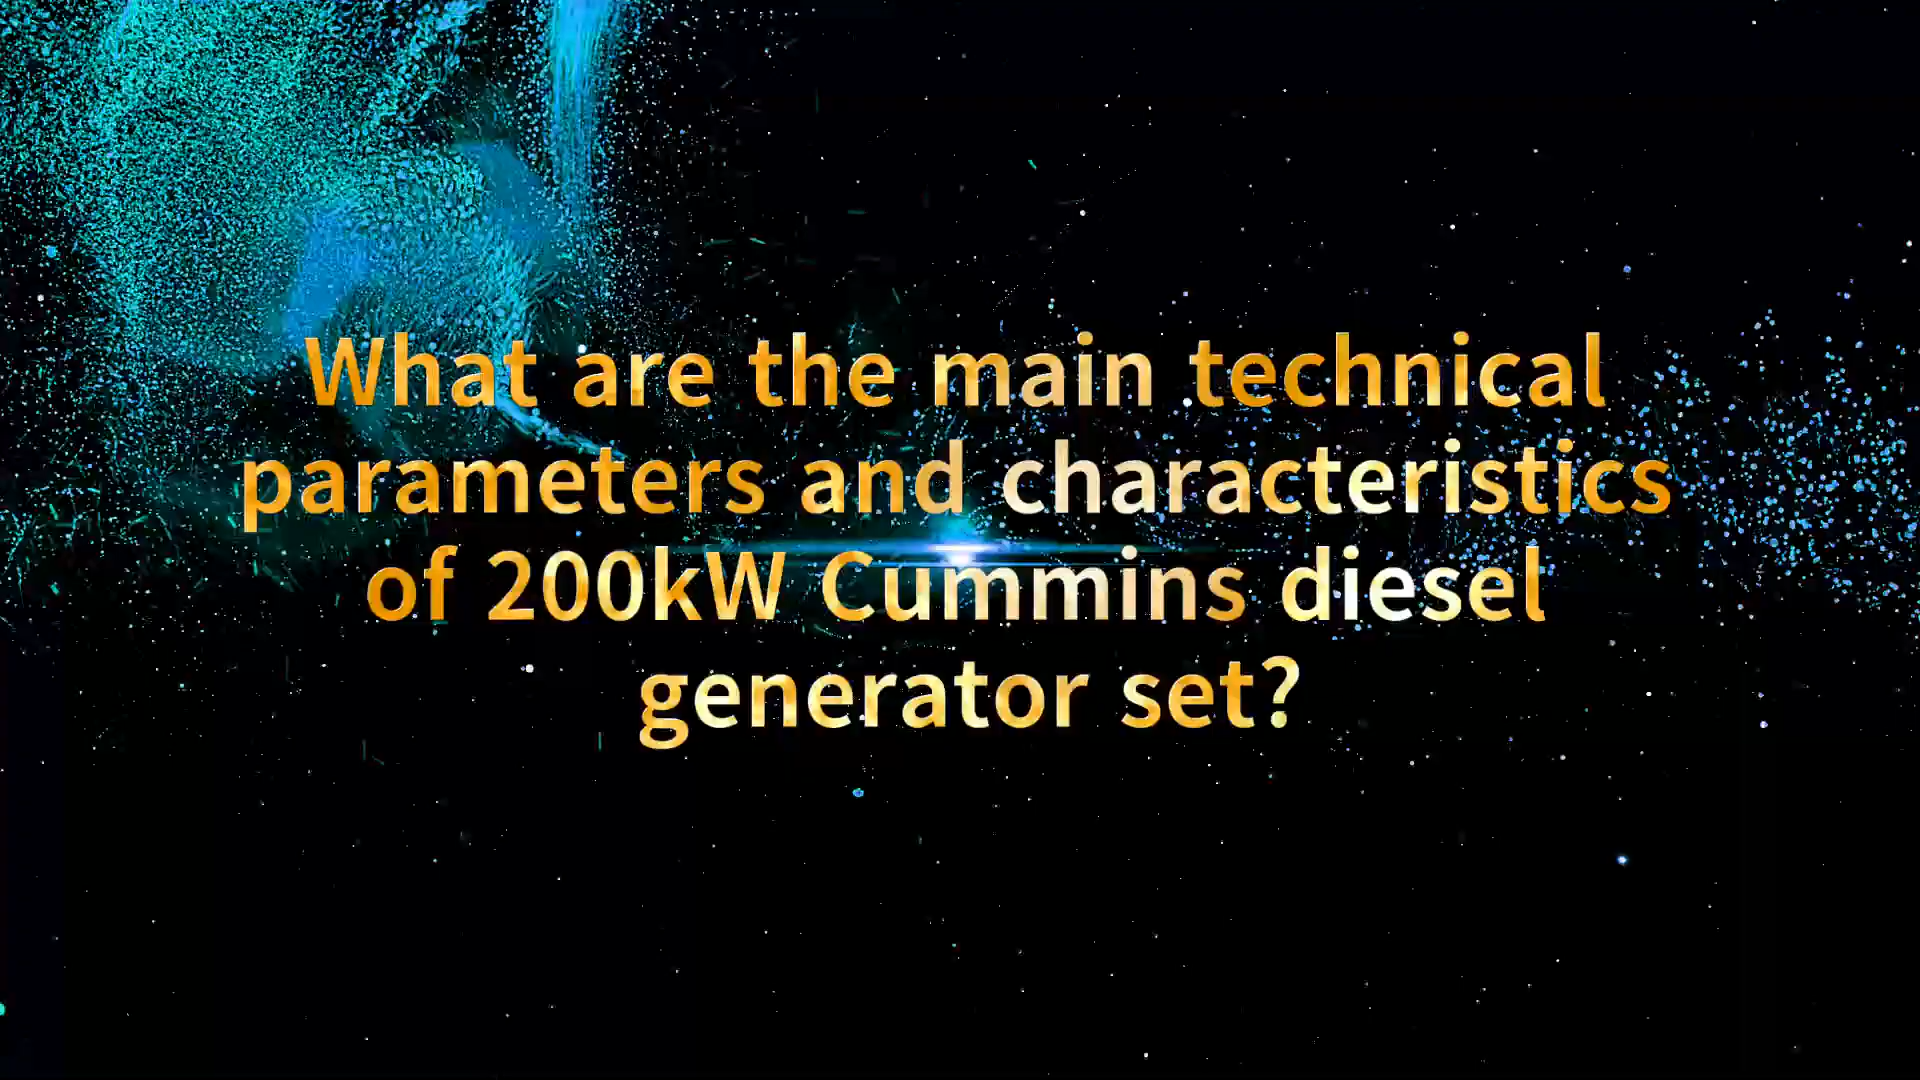 What are the main technical
parameters and characteristics
of 200kW Cummins diesel
generator set?